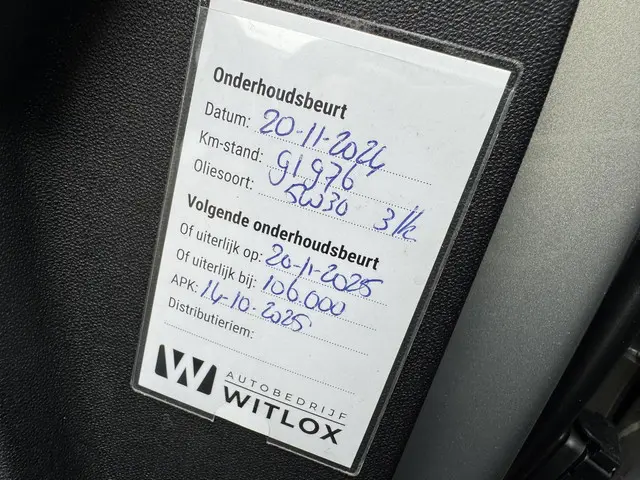 Onderhoudsbeurt
Datum: 20-11-2024
Km-stand: 91976
Oliesoort: 5W30
Volgende onderhoudsbeurt
Of uiterlijk op: 20-11-2025
Of uiterlijk bij: 106.000
APK: 14-10-2025
Distributieriem:
W AUTOBEDRIJF
WITLOX